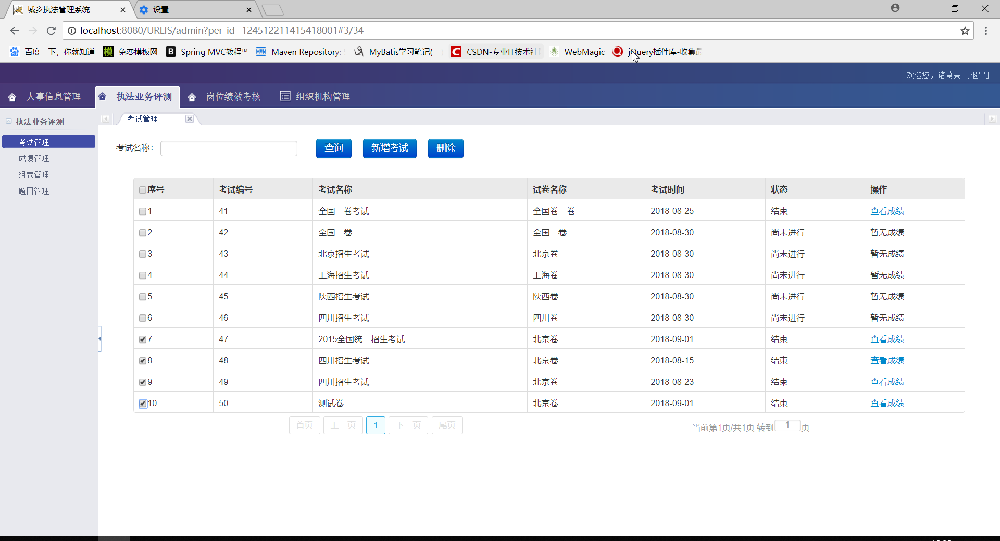 城乡执法管理系统
设置
localhost:8080/URLIS/admin?per_id=124512211415418001#3/34
百度一下，你就知道 免费模板网 Spring MVC教程™ Maven Repository: MyBatis学习笔记(一 CSDN-专业IT技术社 WebMagic jQuery插件库-收集最
欢迎您，诸葛亮 [退出]
人事信息管理 执法业务评测 岗位绩效考核 组织机构管理
执法业务评测
考试管理
成绩管理
组卷管理
题目管理
考试管理
考试名称： 查询 新增考试 删除
序号 考试编号 考试名称 试卷名称 考试时间 状态 操作
1 41 全国一卷考试 全国卷一卷 2018-08-25 结束 查看成绩
2 42 全国二卷 全国二卷 2018-08-30 尚未进行 暂无成绩
3 43 北京招生考试 北京卷 2018-08-30 尚未进行 暂无成绩
4 44 上海招生考试 上海卷 2018-08-30 尚未进行 暂无成绩
5 45 陕西招生考试 陕西卷 2018-08-30 尚未进行 暂无成绩
6 46 四川招生考试 四川卷 2018-08-30 尚未进行 暂无成绩
7 47 2015全国统一招生考试 北京卷 2018-09-01 结束 查看成绩
8 48 四川招生考试 北京卷 2018-08-15 结束 查看成绩
9 49 四川招生考试 北京卷 2018-08-23 结束 查看成绩
10 50 测试卷 北京卷 2018-09-01 结束 查看成绩
首页 上一页 1 下一页 尾页 当前第1页/共1页 转到 1 页